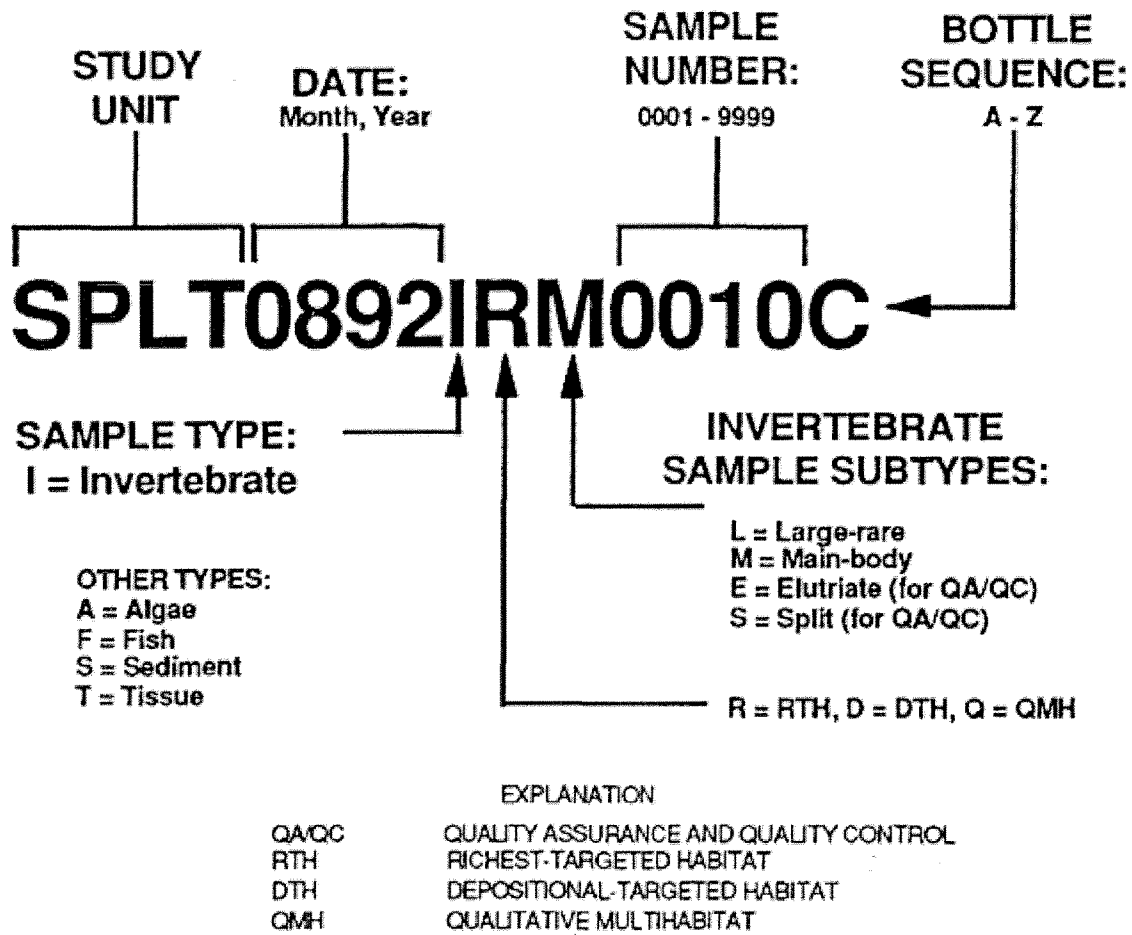 STUDY
UNIT
DATE:
Month, Year
SAMPLE
NUMBER:
0001 - 9999
BOTTLE
SEQUENCE:
A - Z
SPLT0892IRM0010C
SAMPLE TYPE:
I = Invertebrate
OTHER TYPES:
A = Algae
F = Fish
S = Sediment
T = Tissue
INVERTEBRATE
SAMPLE SUBTYPES:
L = Large-rare
M = Main-body
E = Elutriate (for QA/QC)
S = Split (for QA/QC)
R = RTH, D = DTH, Q = QMH
EXPLANATION
QA/QC QUALITY ASSURANCE AND QUALITY CONTROL
RTH RICHEST-TARGETED HABITAT
DTH DEPOSITIONAL-TARGETED HABITAT
QMH QUALITATIVE MULTIHABITAT